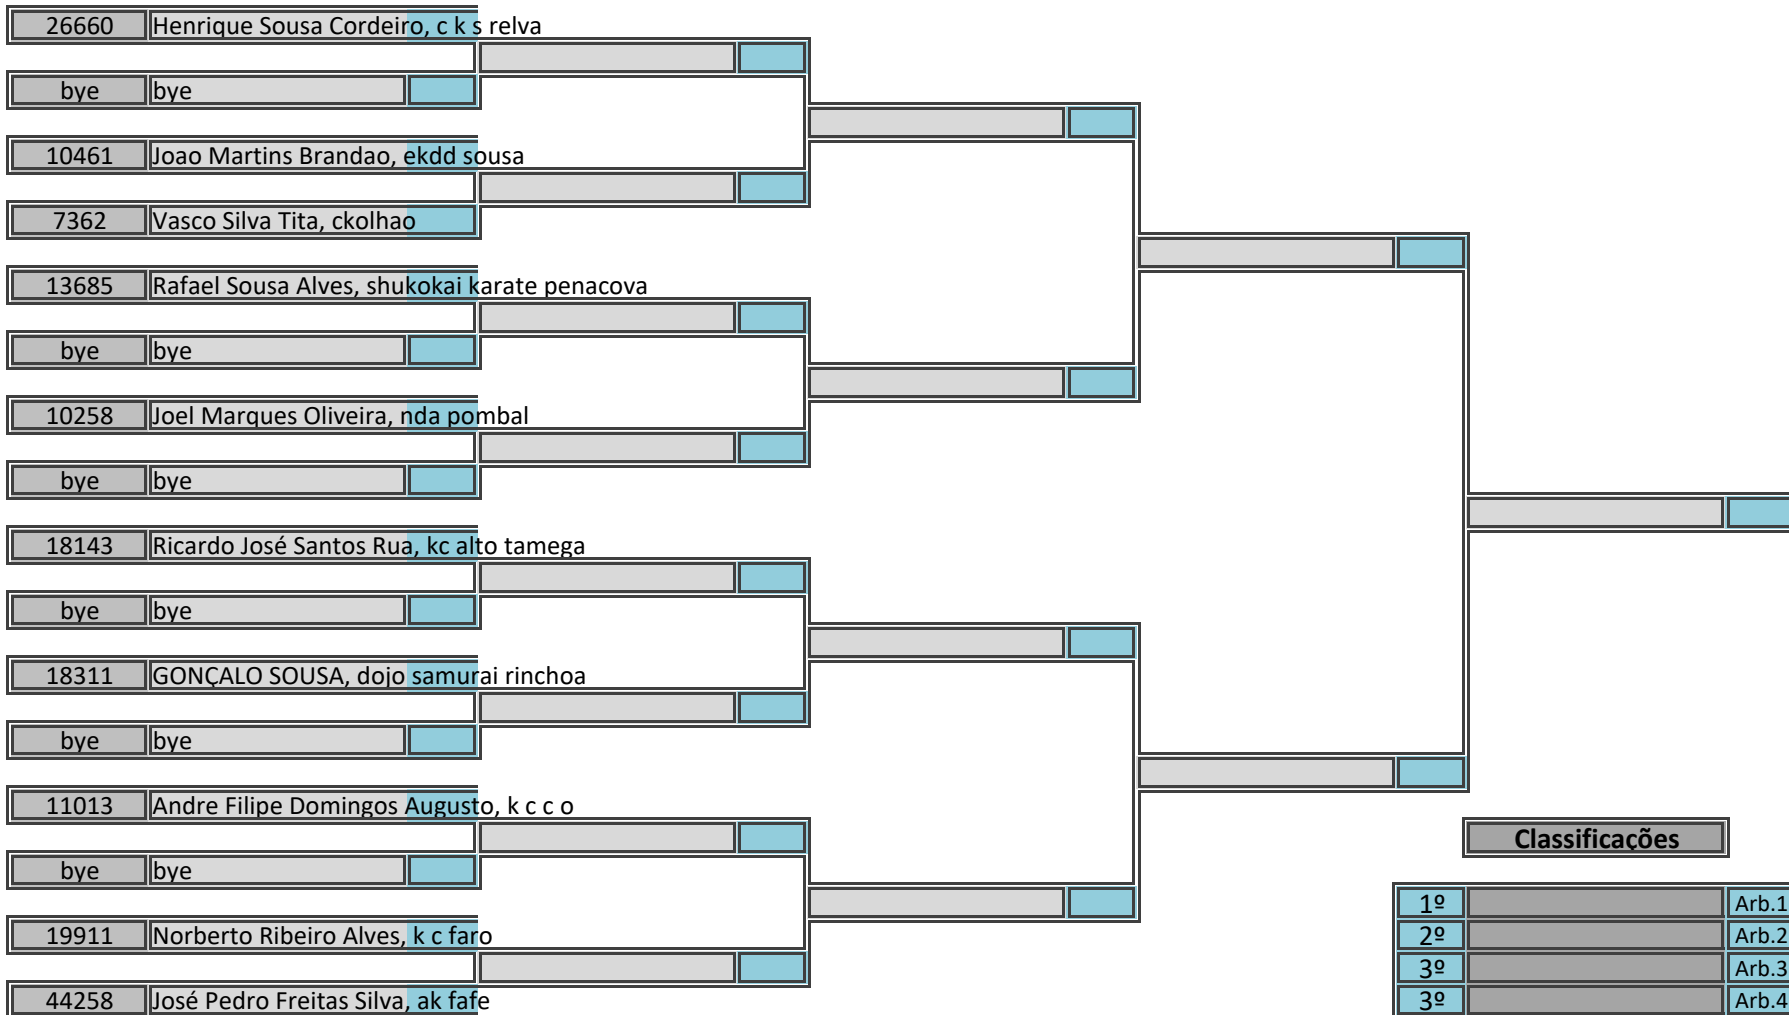 26660 Henrique Sousa Cordeiro, c k s relva
bye bye
10461 Joao Martins Brandao, ekdd sousa
7362 Vasco Silva Tita, ckolhao
13685 Rafael Sousa Alves, shukokai karate penacova
bye bye
10258 Joel Marques Oliveira, nda pombal
bye bye
18143 Ricardo José Santos Rua, kc alto tamega
bye bye
18311 GONÇALO SOUSA, dojo samurai rinchoa
bye bye
11013 Andre Filipe Domingos Augusto, k c c o
bye bye
19911 Norberto Ribeiro Alves, k c faro
44258 José Pedro Freitas Silva, ak fafe
Classificações
1º Arb.1
2º Arb.2
3º Arb.3
3º Arb.4